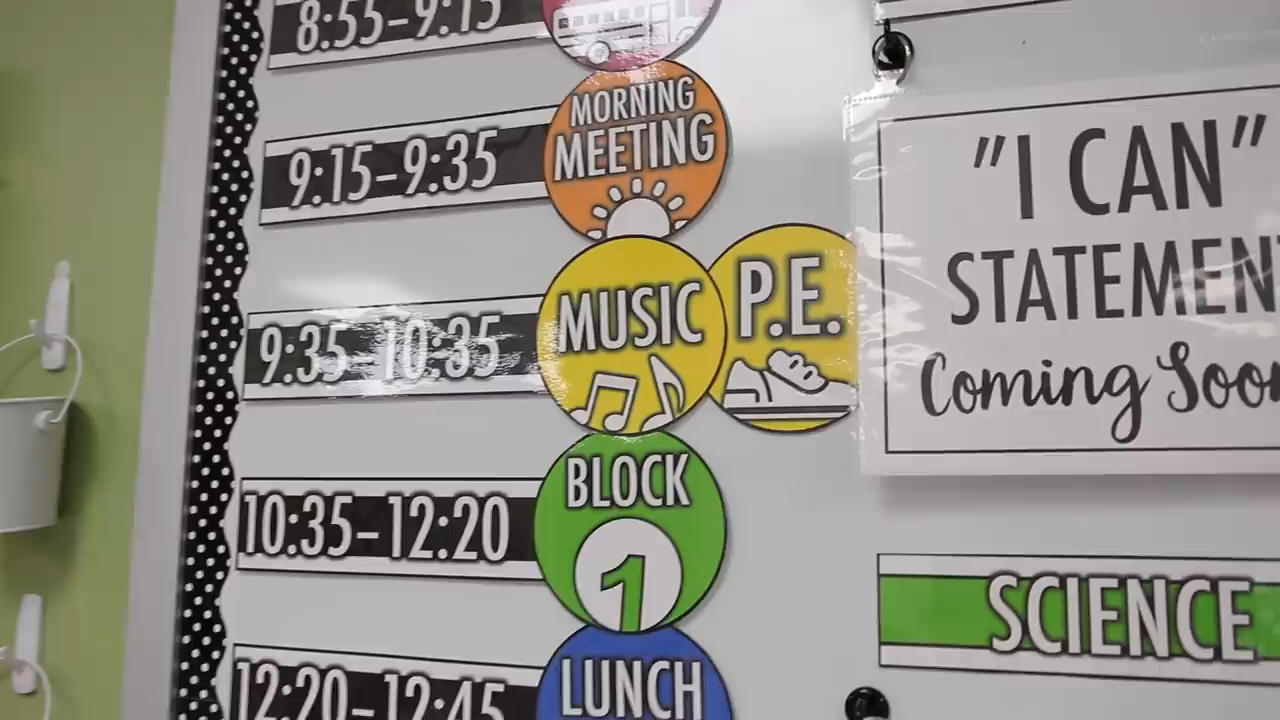 8:55-9:15
MORNING
MEETING
9:15-9:35
MUSIC
P.E.
9:35-10:35
BLOCK
1
10:35-12:20
LUNCH
12:20-12:45
"I CAN"
STATEMEN
Coming Soo
SCIENCE